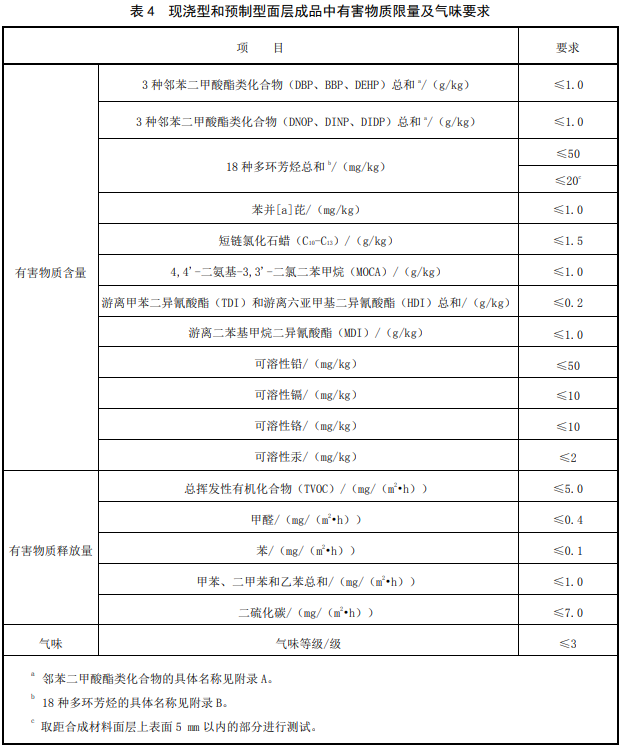 表 4 现浇型和预制型面层成品中有害物质限量及气味要求
项 目 要求
有害物质含量
3 种邻苯二甲酸酯类化合物（DBP、BBP、DEHP）总和 ᵃ/（g/kg） ≤1.0
3 种邻苯二甲酸酯类化合物（DNOP、DINP、DIDP）总和 ᵃ/（g/kg） ≤1.0
18 种多环芳烃总和 ᵇ/（mg/kg） ≤50
≤20ᶜ
苯并[a]芘/（mg/kg） ≤1.0
短链氯化石蜡（C₁₀-C₁₃）/（g/kg） ≤1.5
4,4'-二氨基-3,3'-二氯二苯甲烷（MOCA）/（g/kg） ≤1.0
游离甲苯二异氰酸酯（TDI）和游离六亚甲基二异氰酸酯（HDI）总和/（g/kg） ≤0.2
游离二苯基甲烷二异氰酸酯（MDI）/（g/kg） ≤1.0
可溶性铅/（mg/kg） ≤50
可溶性镉/（mg/kg） ≤10
可溶性铬/（mg/kg） ≤10
可溶性汞/（mg/kg） ≤2
有害物质释放量
总挥发性有机化合物（TVOC）/（mg/（m²•h）） ≤5.0
甲醛/（mg/（m²•h）） ≤0.4
苯/（mg/（m²•h）） ≤0.1
甲苯、二甲苯和乙苯总和/（mg/（m²•h）） ≤1.0
二硫化碳/（mg/（m²•h）） ≤7.0
气味 气味等级/级 ≤3
ᵃ 邻苯二甲酸酯类化合物的具体名称见附录 A。
ᵇ 18 种多环芳烃的具体名称见附录 B。
ᶜ 取距合成材料面层上表面 5 mm 以内的部分进行测试。